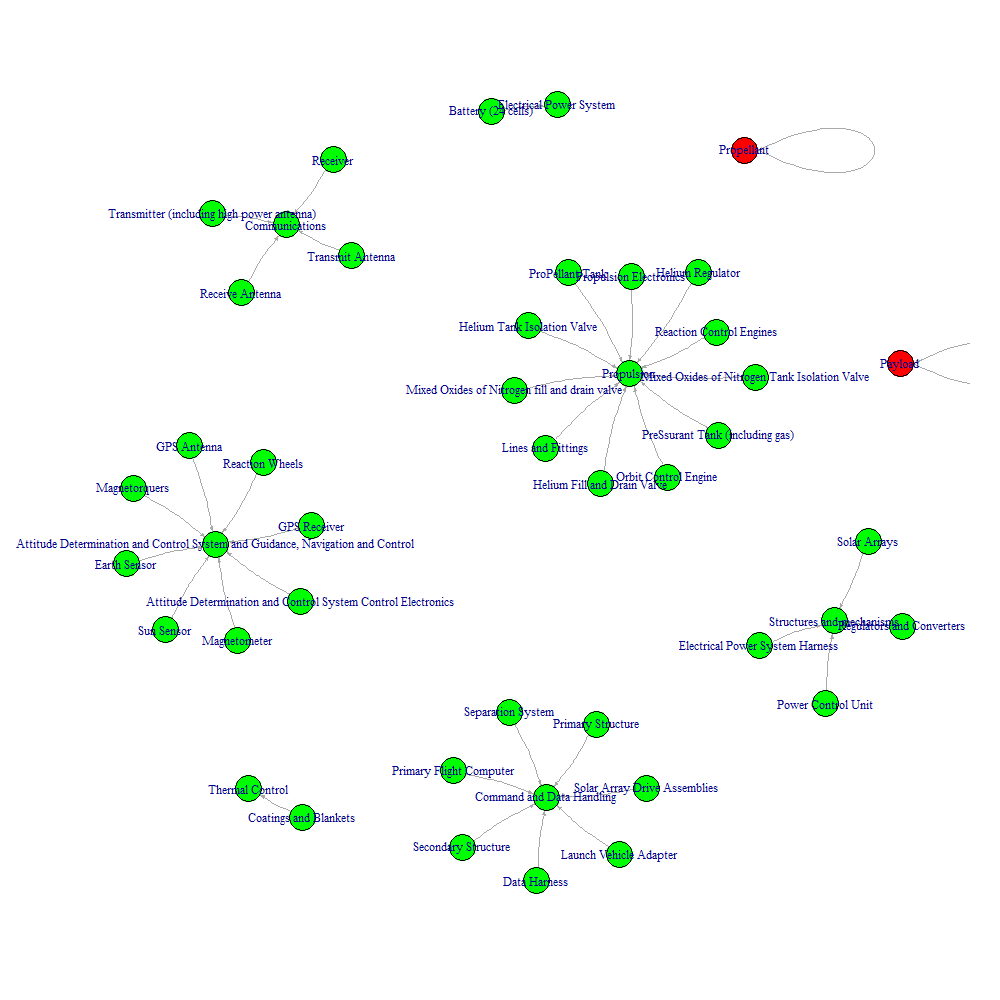 Electrical Power System
Battery (24 cells)
Propellant
Receiver
Transmitter (including high power antenna)
Communications
Transmit Antenna
Receive Antenna
ProPellant Tank
Propulsion Electronics
Helium Regulator
Helium Tank Isolation Valve
Reaction Control Engines
Payload
Propulsion
Mixed Oxides of Nitrogen Tank Isolation Valve
Mixed Oxides of Nitrogen fill and drain valve
PreSsurant Tank (including gas)
Lines and Fittings
Orbit Control Engine
Helium Fill and Drain Valve
GPS Antenna
Reaction Wheels
Magnetorquers
GPS Receiver
Attitude Determination and Control System and Guidance, Navigation and Control
Earth Sensor
Attitude Determination and Control System Control Electronics
Sun Sensor
Magnetometer
Solar Arrays
Structures and mechanisms
Regulators and Converters
Electrical Power System Harness
Power Control Unit
Separation System
Primary Structure
Primary Flight Computer
Solar Array Drive Assemblies
Command and Data Handling
Thermal Control
Coatings and Blankets
Secondary Structure
Launch Vehicle Adapter
Data Harness